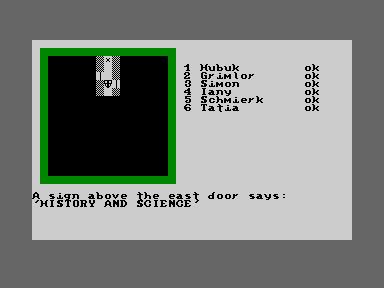 1 Hubuk ok
2 Grimlor ok
3 Simon ok
4 Iany ok
5 Schmierk ok
6 Tatia ok
A sign above the east door says:
'HISTORY AND SCIENCE'